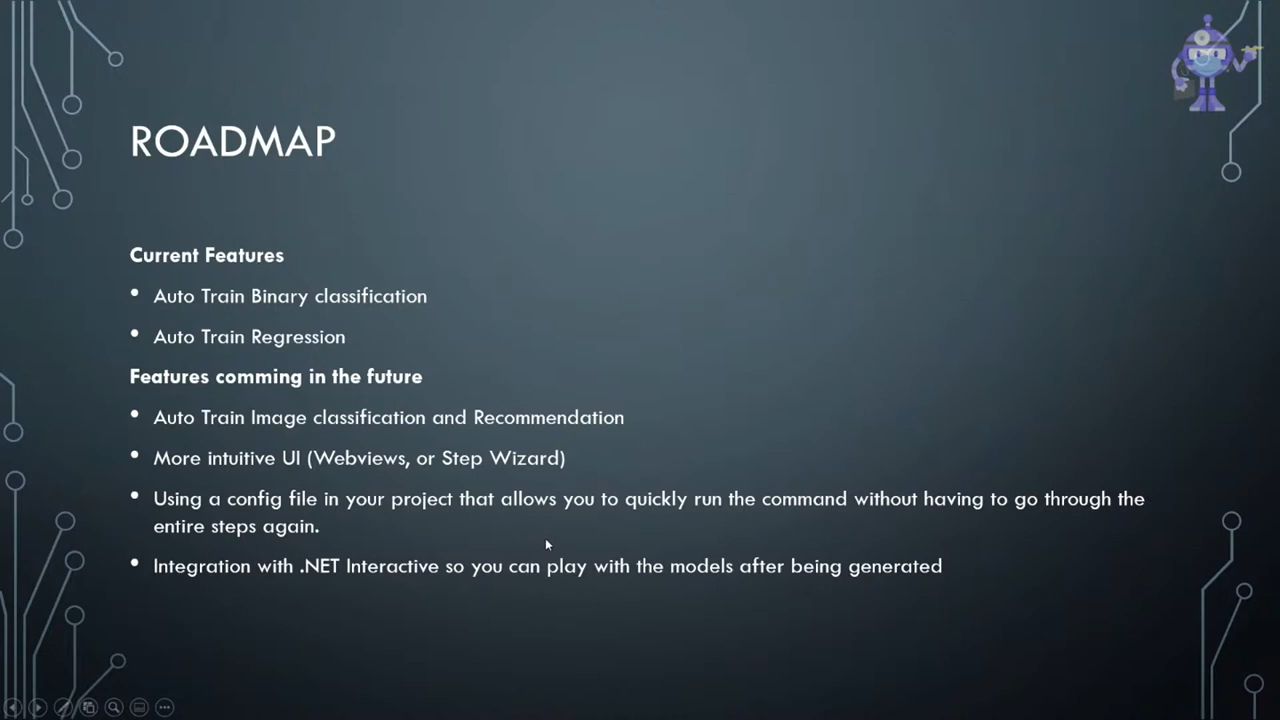 ROADMAP
Current Features
• Auto Train Binary classification
• Auto Train Regression
Features comming in the future
• Auto Train Image classification and Recommendation
• More intuitive UI (Webviews, or Step Wizard)
• Using a config file in your project that allows you to quickly run the command without having to go through the
entire steps again.
• Integration with .NET Interactive so you can play with the models after being generated